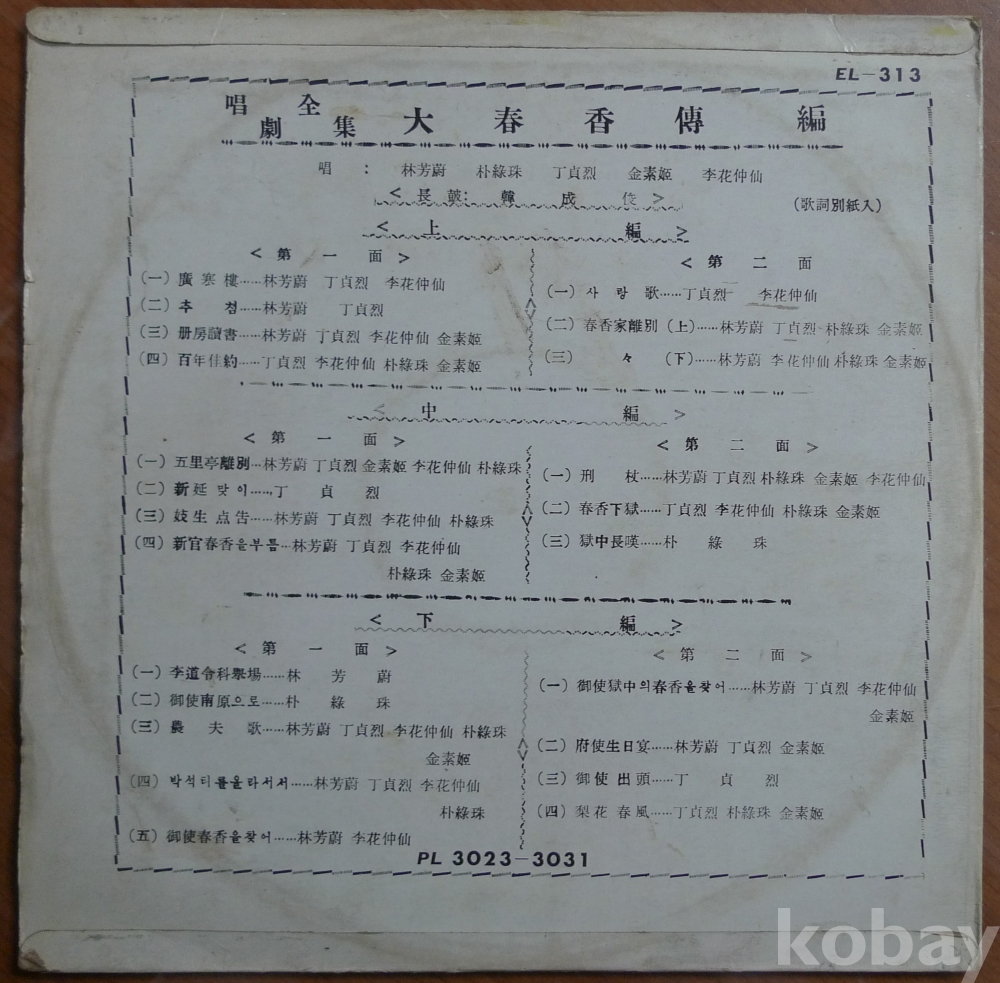 EL-313
唱劇 全集 大春香傳 編
唱 : 林芳蔚 朴綠珠 丁貞烈 金素姬 李花仲仙
< 長鼓: 韓成俊 >
(歌詞別紙入)
< 上 編 >
< 第 一 面 >
(一) 廣寒樓……林芳蔚 丁貞烈 李花仲仙
(二) 추천……林芳蔚 丁貞烈
(三) 册房讀書……林芳蔚 丁貞烈 李花仲仙 金素姬
(四) 百年佳約……丁貞烈 李花仲仙 朴綠珠 金素姬
< 第 二 面
(一) 사랑歌……丁貞烈 李花仲仙
(二) 春香家離別 (上)……林芳蔚 丁貞烈 朴綠珠 金素姬
(三) 々 (下)……林芳蔚 李花仲仙 朴綠珠 金素姬
< 中 編 >
< 第 一 面 >
(一) 五里亭離別…林芳蔚 丁貞烈 金素姬 李花仲仙 朴綠珠
(二) 新延맞이……丁貞烈
(三) 妓生点告……林芳蔚 丁貞烈 李花仲仙 朴綠珠
(四) 新官春香을부름…林芳蔚 丁貞烈 李花仲仙
朴綠珠 金素姬
< 第 二 面 >
(一) 刑 杖……林芳蔚 丁貞烈 朴綠珠 金素姬 李花仲仙
(二) 春香下獄……丁貞烈 李花仲仙 朴綠珠 金素姬
(三) 獄中長嘆……朴綠珠
< 下 編 >
< 第 一 面 >
(一) 李道令科擧場……林芳蔚
(二) 御使南原으로……朴綠珠
(三) 農夫歌……林芳蔚 丁貞烈 李花仲仙 朴綠珠
金素姬
(四) 박석티를올라서서……林芳蔚 丁貞烈 李花仲仙
朴綠珠
(五) 御使春香을찾어……林芳蔚 李花仲仙
< 第 二 面 >
(一) 御使獄中의春香을찾어……林芳蔚 丁貞烈 李花仲仙
金素姬
(二) 府使生日宴……林芳蔚 丁貞烈 金素姬
(三) 御使出頭……丁貞烈
(四) 梨花春風……丁貞烈 朴綠珠 金素姬
PL 3023-3031
kobay